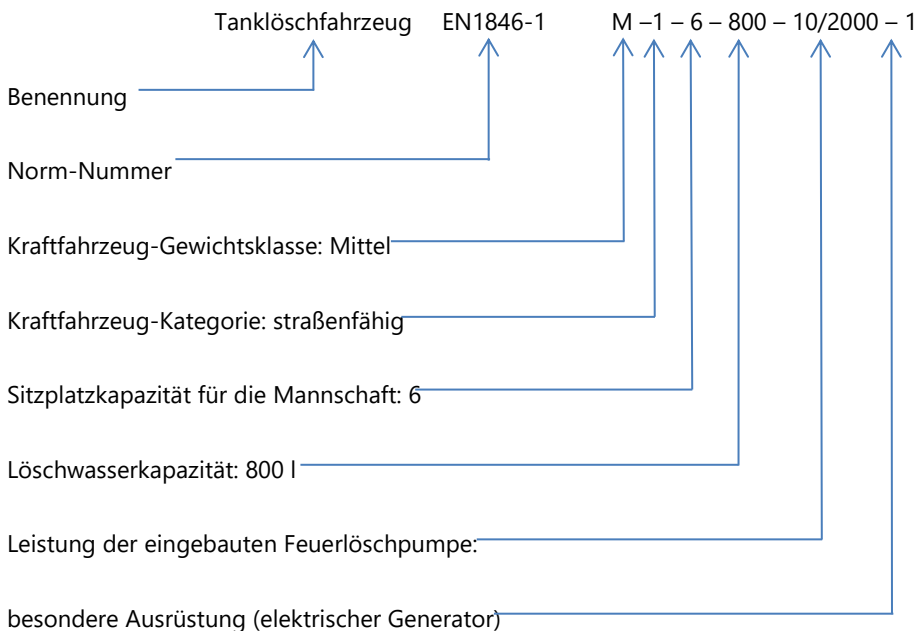 Tanklöschfahrzeug EN1846-1 M –1 – 6 – 800 – 10/2000 – 1
Benennung
Norm-Nummer
Kraftfahrzeug-Gewichtsklasse: Mittel
Kraftfahrzeug-Kategorie: straßenfähig
Sitzplatzkapazität für die Mannschaft: 6
Löschwasserkapazität: 800 l
Leistung der eingebauten Feuerlöschpumpe:
besondere Ausrüstung (elektrischer Generator)